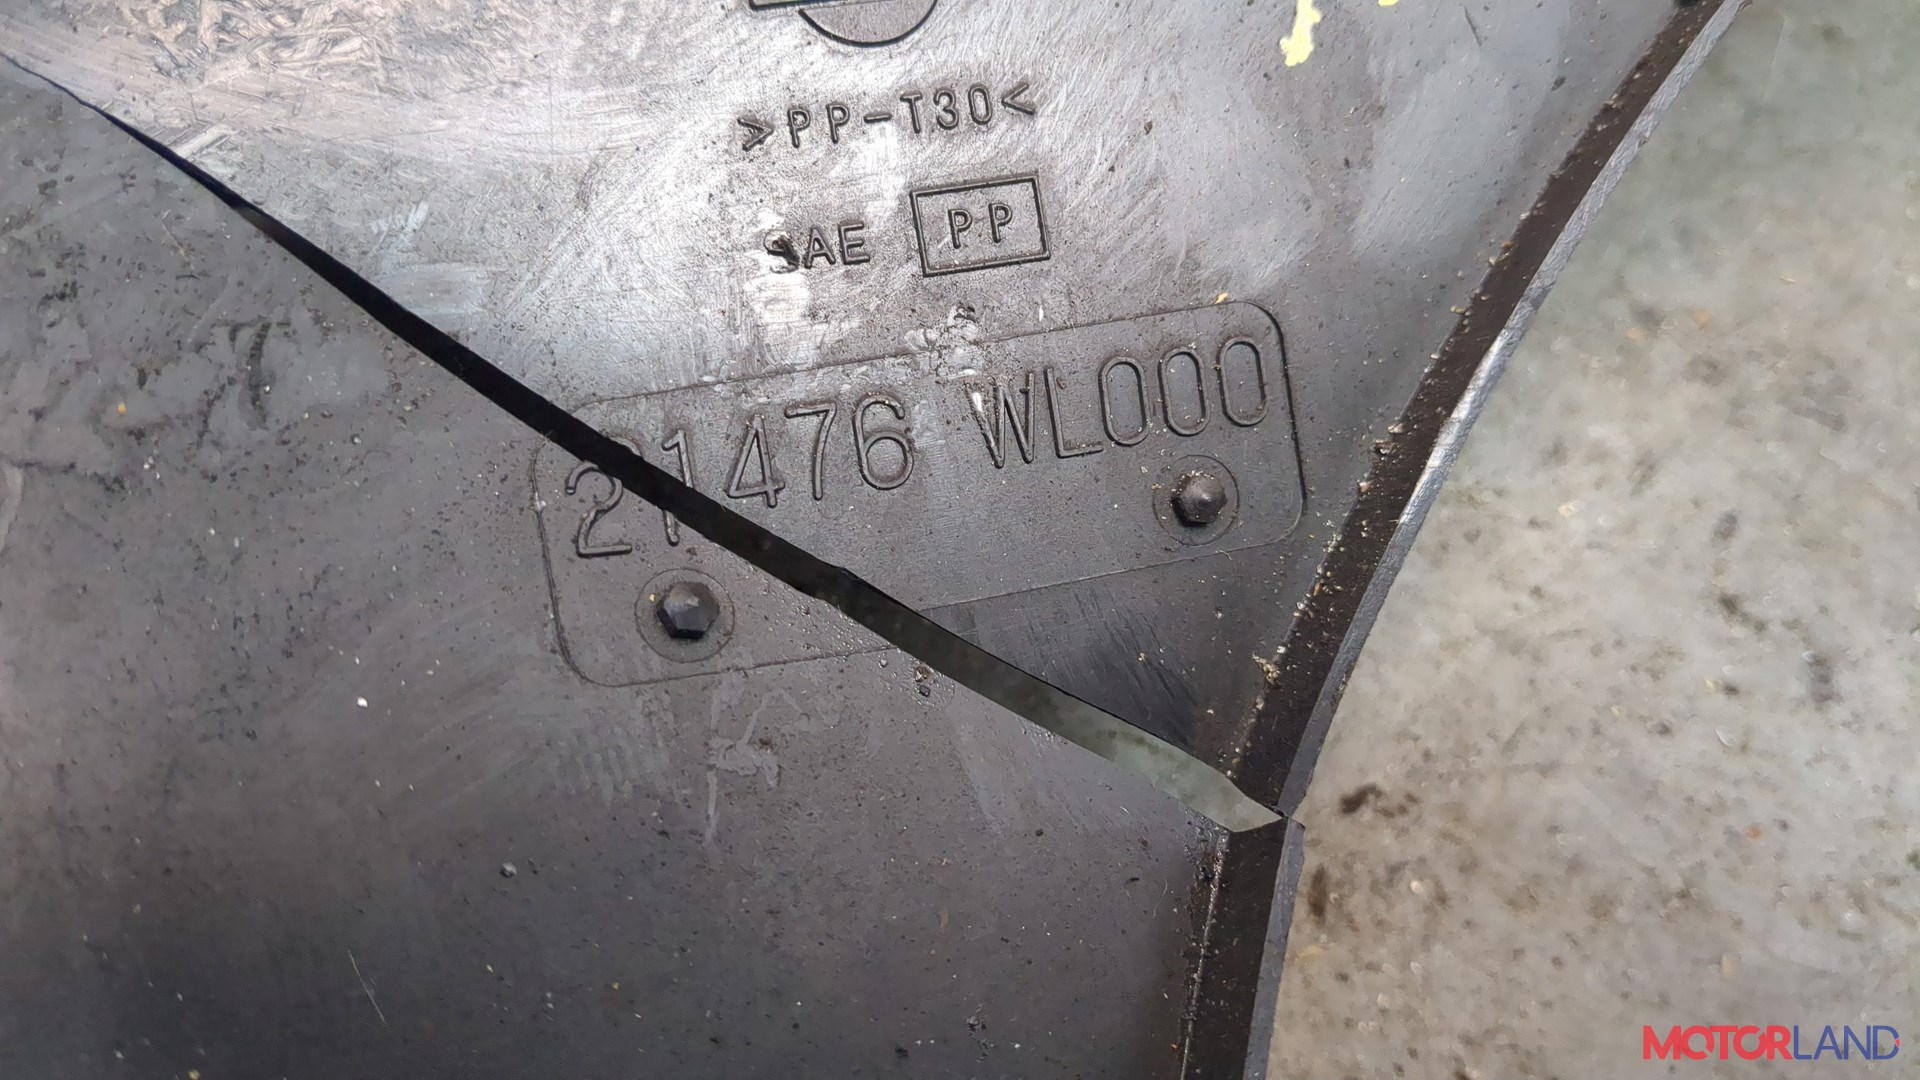 >PP-T30<
SAE PP
21476 WL000
MOTORLAND